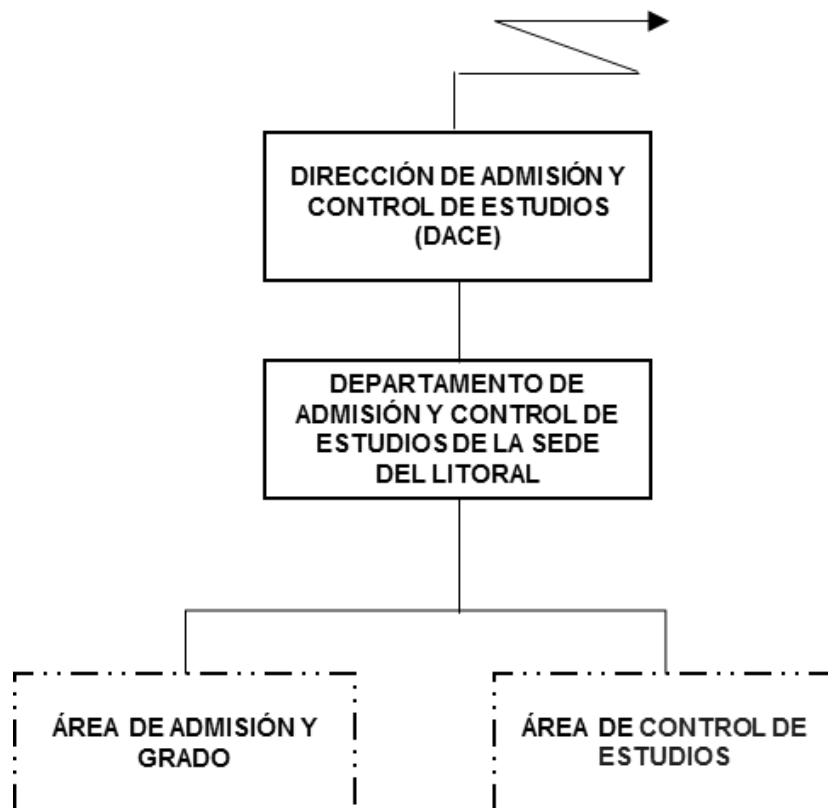 DIRECCIÓN DE ADMISIÓN Y
CONTROL DE ESTUDIOS
(DACE)
DEPARTAMENTO DE
ADMISIÓN Y CONTROL DE
ESTUDIOS DE LA SEDE
DEL LITORAL
ÁREA DE ADMISIÓN Y
GRADO
ÁREA DE CONTROL DE
ESTUDIOS